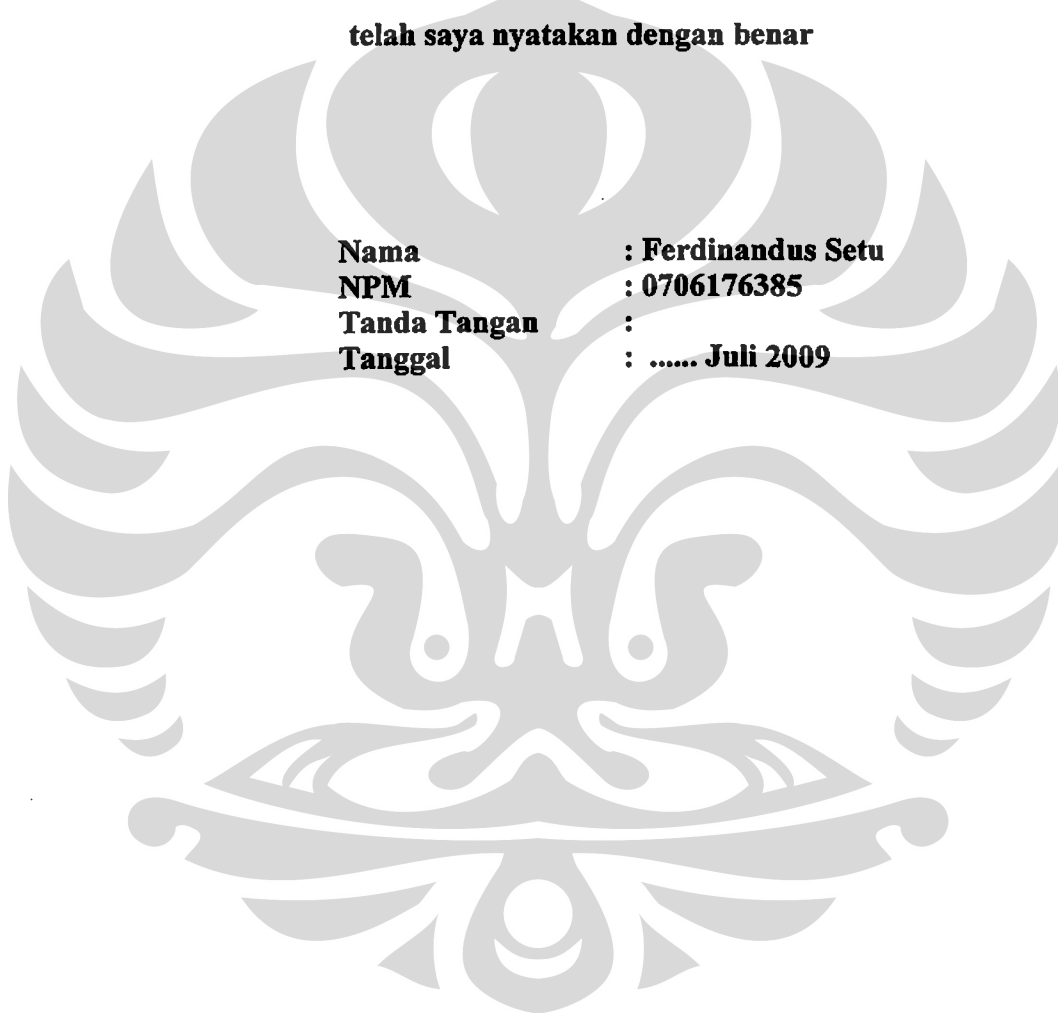 telah saya nyatakan dengan benar
Nama : Ferdinandus Setu
NPM : 0706176385
Tanda Tangan :
Tanggal : ...... Juli 2009